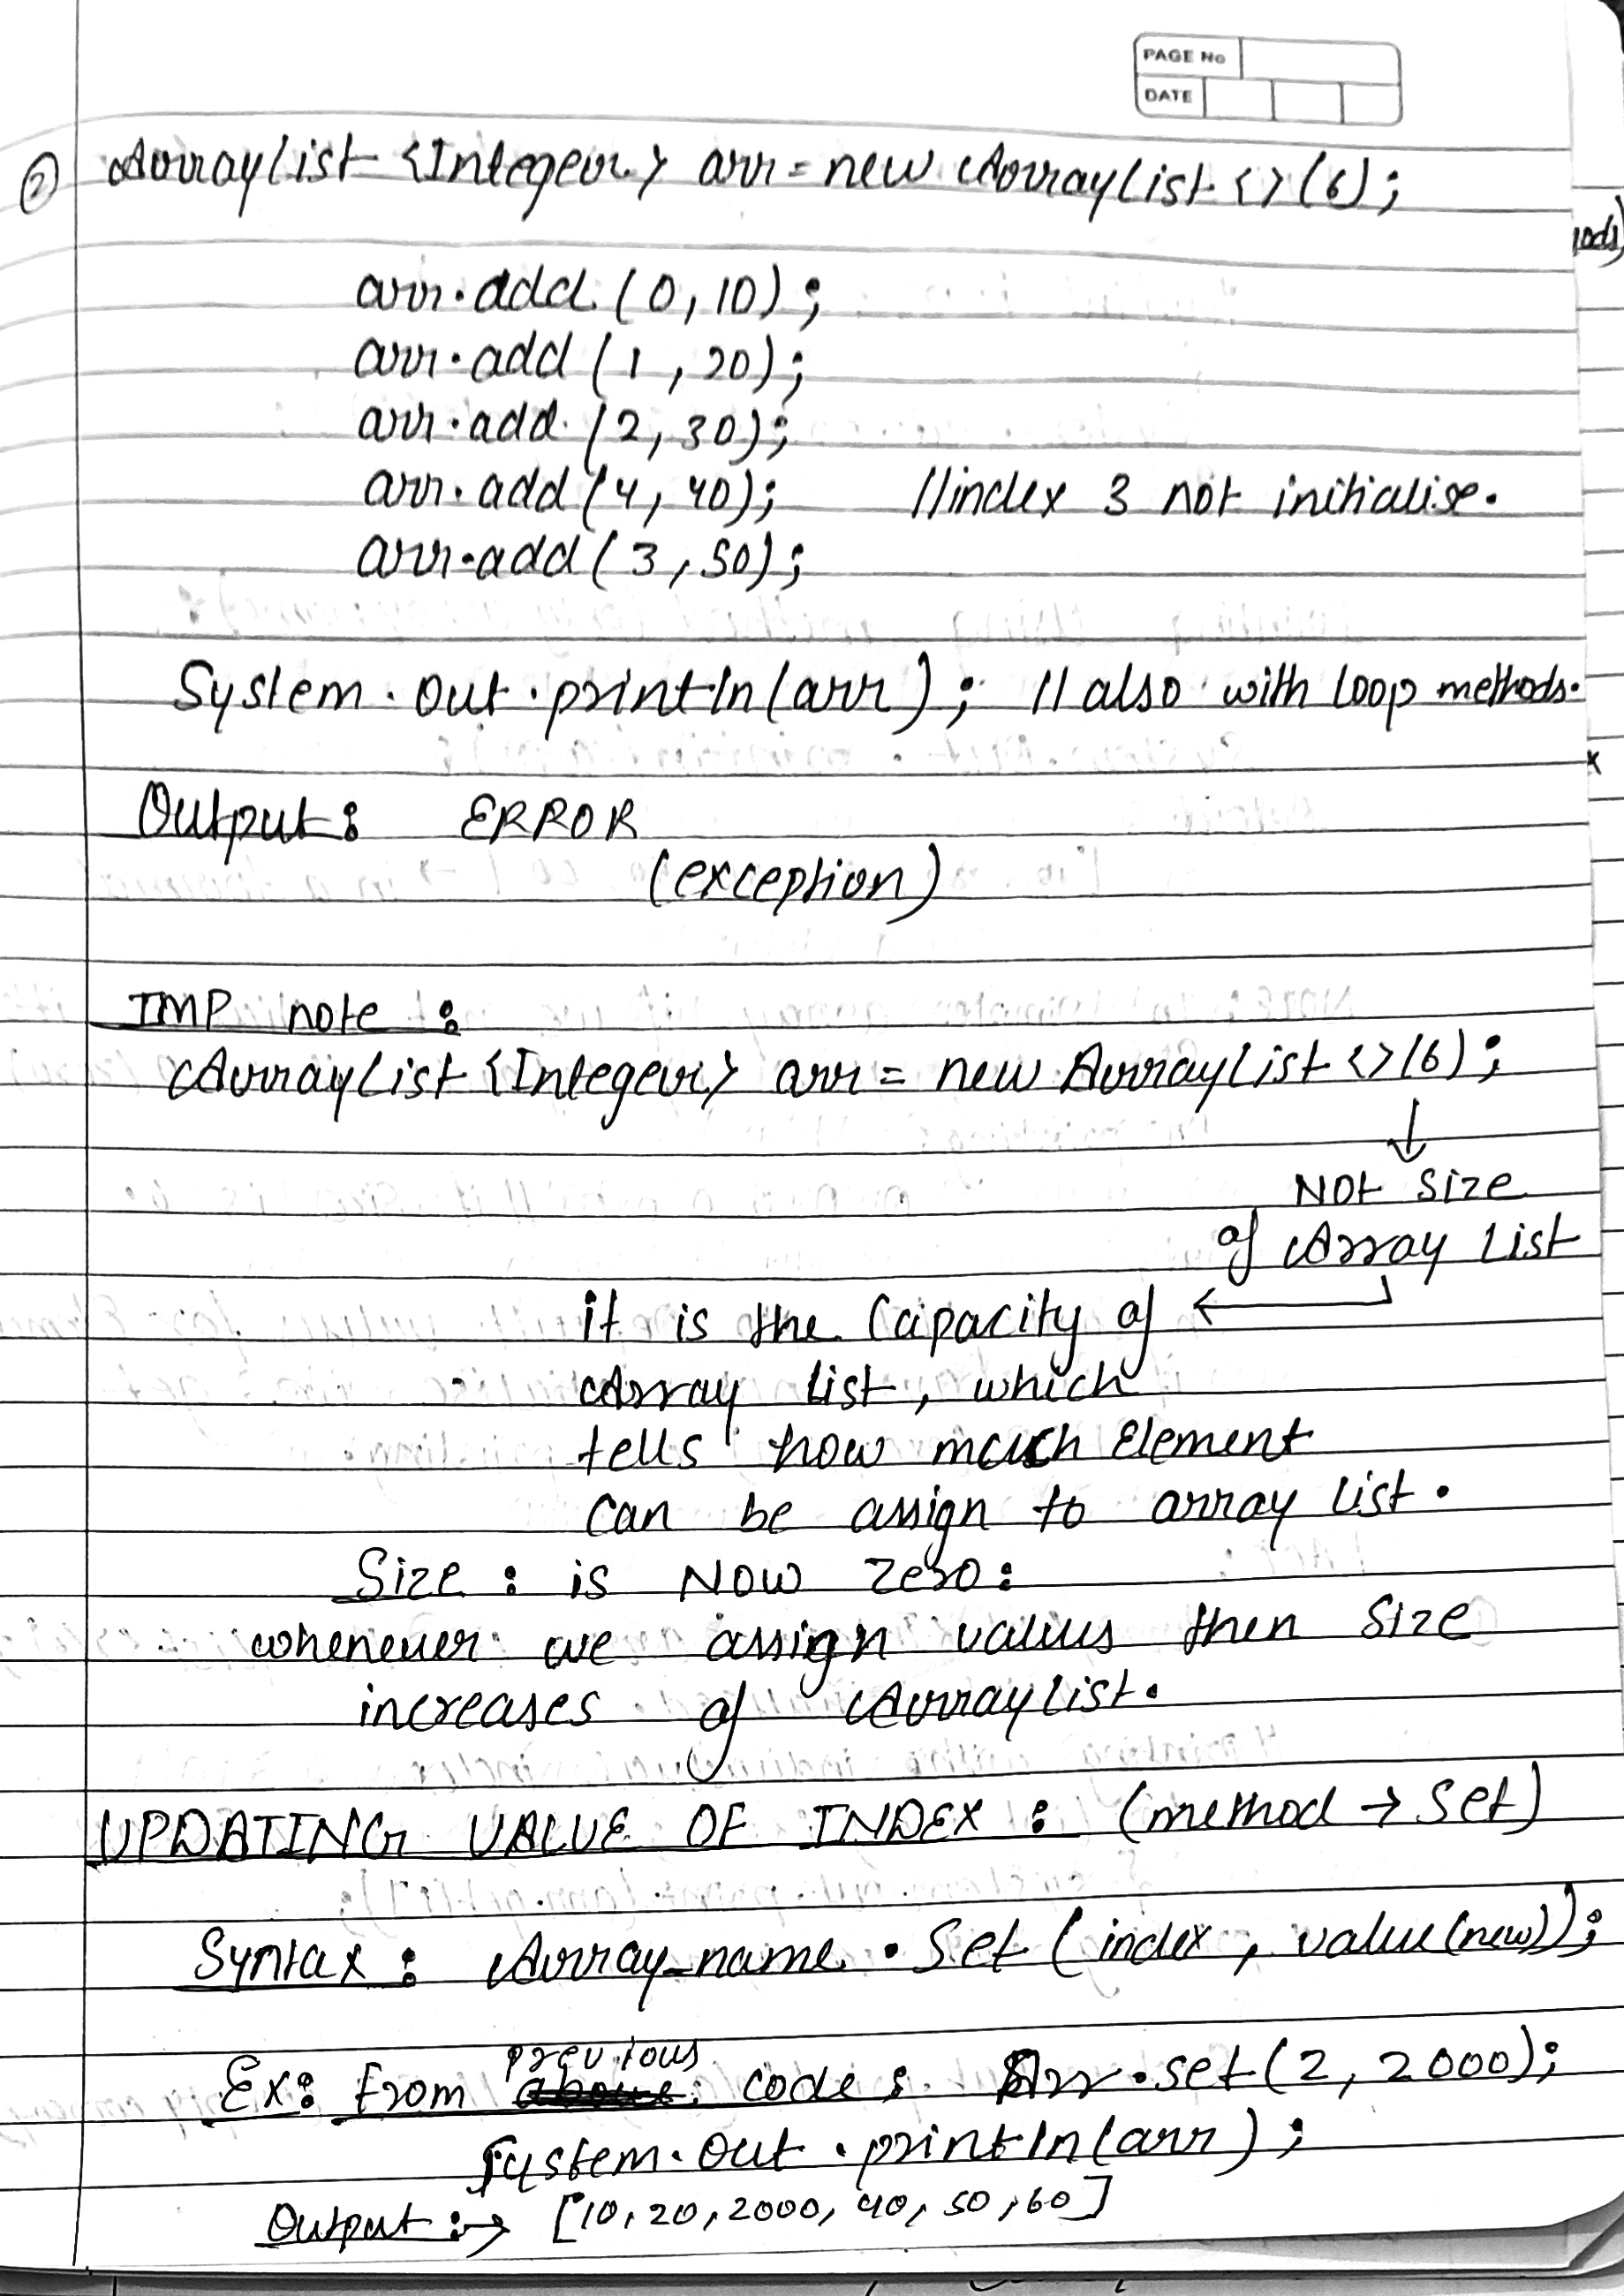 PAGE No
DATE
② ArrayList <Integer> arr = new ArrayList <> (6);
ods)
arr.add (0, 10);
arr.add (1, 20);
arr.add (2, 30);
arr.add (4, 40); //index 3 not initialise.
arr.add (3, 50);
System.out.println(arr); // also with loop methods.
x
Output: ERROR
(exception)
IMP note :
ArrayList <Integer> arr = new ArrayList <> (6);
↓
NOt Size
of Array List
it is the Capacity of ←
Array list, which
tells how much Element
can be assign to array list.
Size : is NOW zero:
whenever we assign values then Size
increases of ArrayList.
UPDATING VALUE OF INDEX : (method → Set)
Syntax : Array_name . Set (index , value(new));
previous
Ex: From code : Arr.set(2, 2000);
System.out.println(arr);
Output :→ [10, 20, 2000, 40, 50, 60]